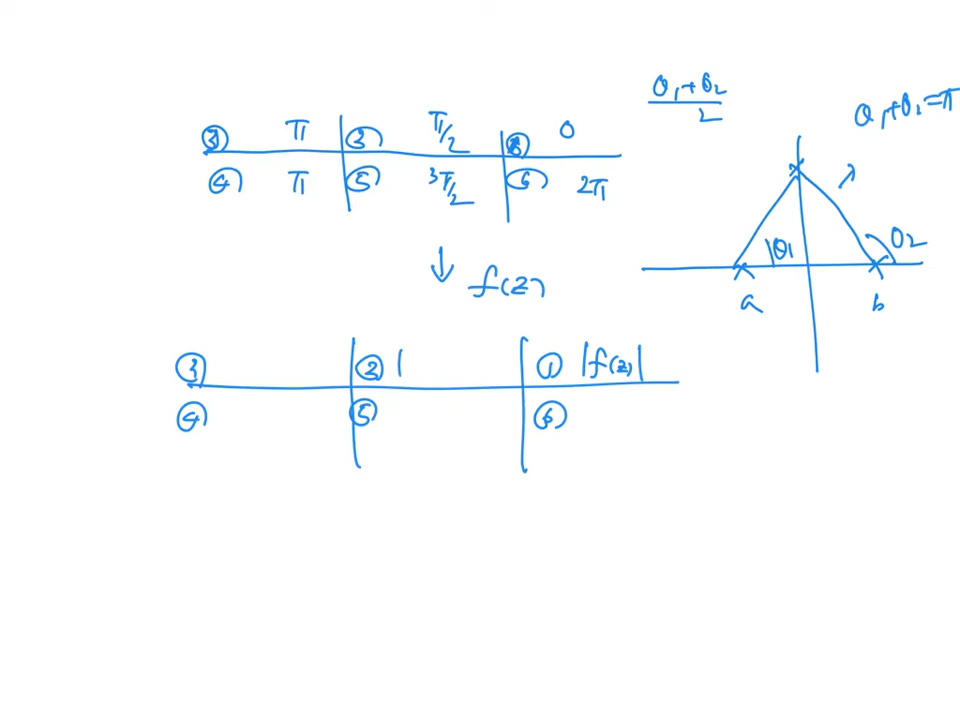 θ₁+θ₂
2
θ₁+θ₂=π
③ π ② π/2 0
④ π ⑤ 3π/2 ⑥ 2π
↓ f(z)
θ₁ θ₂
a b
③ ② | ① |f(z)|
④ ⑤ ⑥